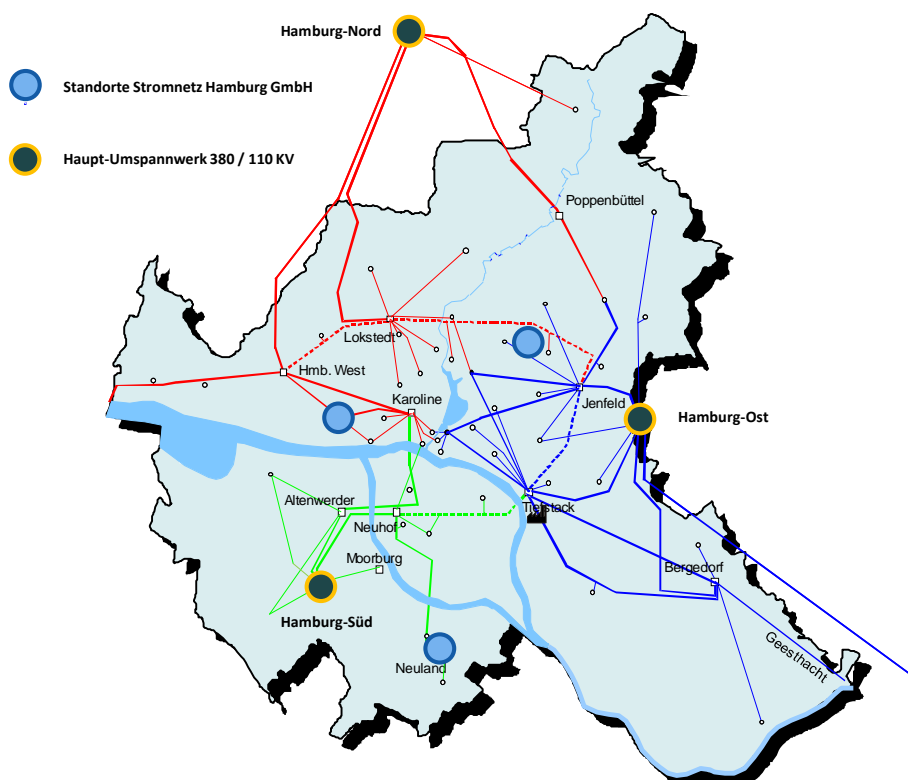 Hamburg-Nord
Standorte Stromnetz Hamburg GmbH
Haupt-Umspannwerk 380 / 110 KV
Poppenbüttel
Lokstedt
Hmb. West
Jenfeld
Karoline
Hamburg-Ost
Altenwerder
Tiefstack
Neuhof
Moorburg
Bergedorf
Hamburg-Süd
Geesthacht
Neuland